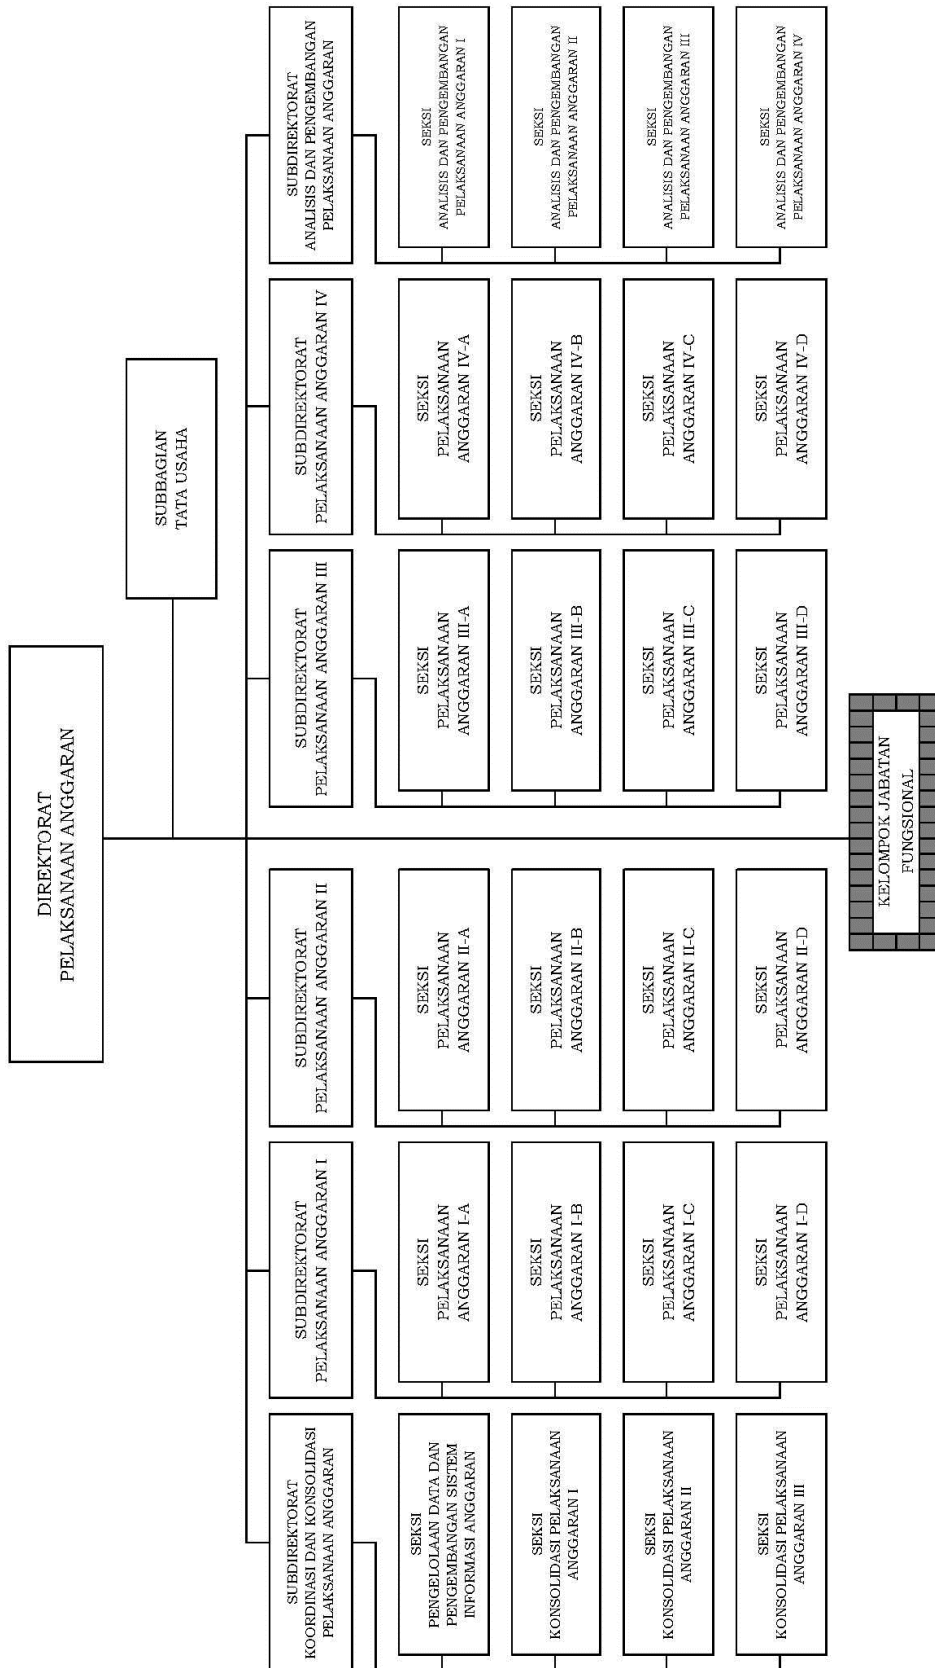 DIREKTORAT
PELAKSANAAN ANGGARAN
SUBBAGIAN
TATA USAHA
SUBDIREKTORAT
KOORDINASI DAN KONSOLIDASI
PELAKSANAAN ANGGARAN
SUBDIREKTORAT
PELAKSANAAN ANGGARAN I
SUBDIREKTORAT
PELAKSANAAN ANGGARAN II
SUBDIREKTORAT
PELAKSANAAN ANGGARAN III
SUBDIREKTORAT
PELAKSANAAN ANGGARAN IV
SUBDIREKTORAT
ANALISIS DAN PENGEMBANGAN
PELAKSANAAN ANGGARAN
SEKSI
PENGELOLAAN DATA DAN
PENGEMBANGAN SISTEM
INFORMASI ANGGARAN
SEKSI
PELAKSANAAN
ANGGARAN I-A
SEKSI
PELAKSANAAN
ANGGARAN II-A
SEKSI
PELAKSANAAN
ANGGARAN III-A
SEKSI
PELAKSANAAN
ANGGARAN IV-A
SEKSI
ANALISIS DAN PENGEMBANGAN
PELAKSANAAN ANGGARAN I
SEKSI
KONSOLIDASI PELAKSANAAN
ANGGARAN I
SEKSI
PELAKSANAAN
ANGGARAN I-B
SEKSI
PELAKSANAAN
ANGGARAN II-B
SEKSI
PELAKSANAAN
ANGGARAN III-B
SEKSI
PELAKSANAAN
ANGGARAN IV-B
SEKSI
ANALISIS DAN PENGEMBANGAN
PELAKSANAAN ANGGARAN II
SEKSI
KONSOLIDASI PELAKSANAAN
ANGGARAN II
SEKSI
PELAKSANAAN
ANGGARAN I-C
SEKSI
PELAKSANAAN
ANGGARAN II-C
SEKSI
PELAKSANAAN
ANGGARAN III-C
SEKSI
PELAKSANAAN
ANGGARAN IV-C
SEKSI
ANALISIS DAN PENGEMBANGAN
PELAKSANAAN ANGGARAN III
SEKSI
KONSOLIDASI PELAKSANAAN
ANGGARAN III
SEKSI
PELAKSANAAN
ANGGARAN I-D
SEKSI
PELAKSANAAN
ANGGARAN II-D
SEKSI
PELAKSANAAN
ANGGARAN III-D
SEKSI
PELAKSANAAN
ANGGARAN IV-D
SEKSI
ANALISIS DAN PENGEMBANGAN
PELAKSANAAN ANGGARAN IV
KELOMPOK JABATAN
FUNGSIONAL